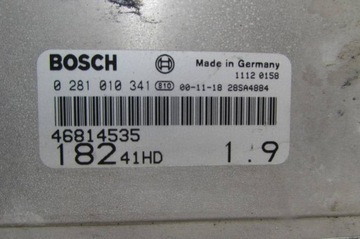 BOSCH Made in Germany
1112 0158
0 281 010 341 00-11-18 28SA4884
46814535
182 41HD 1.9